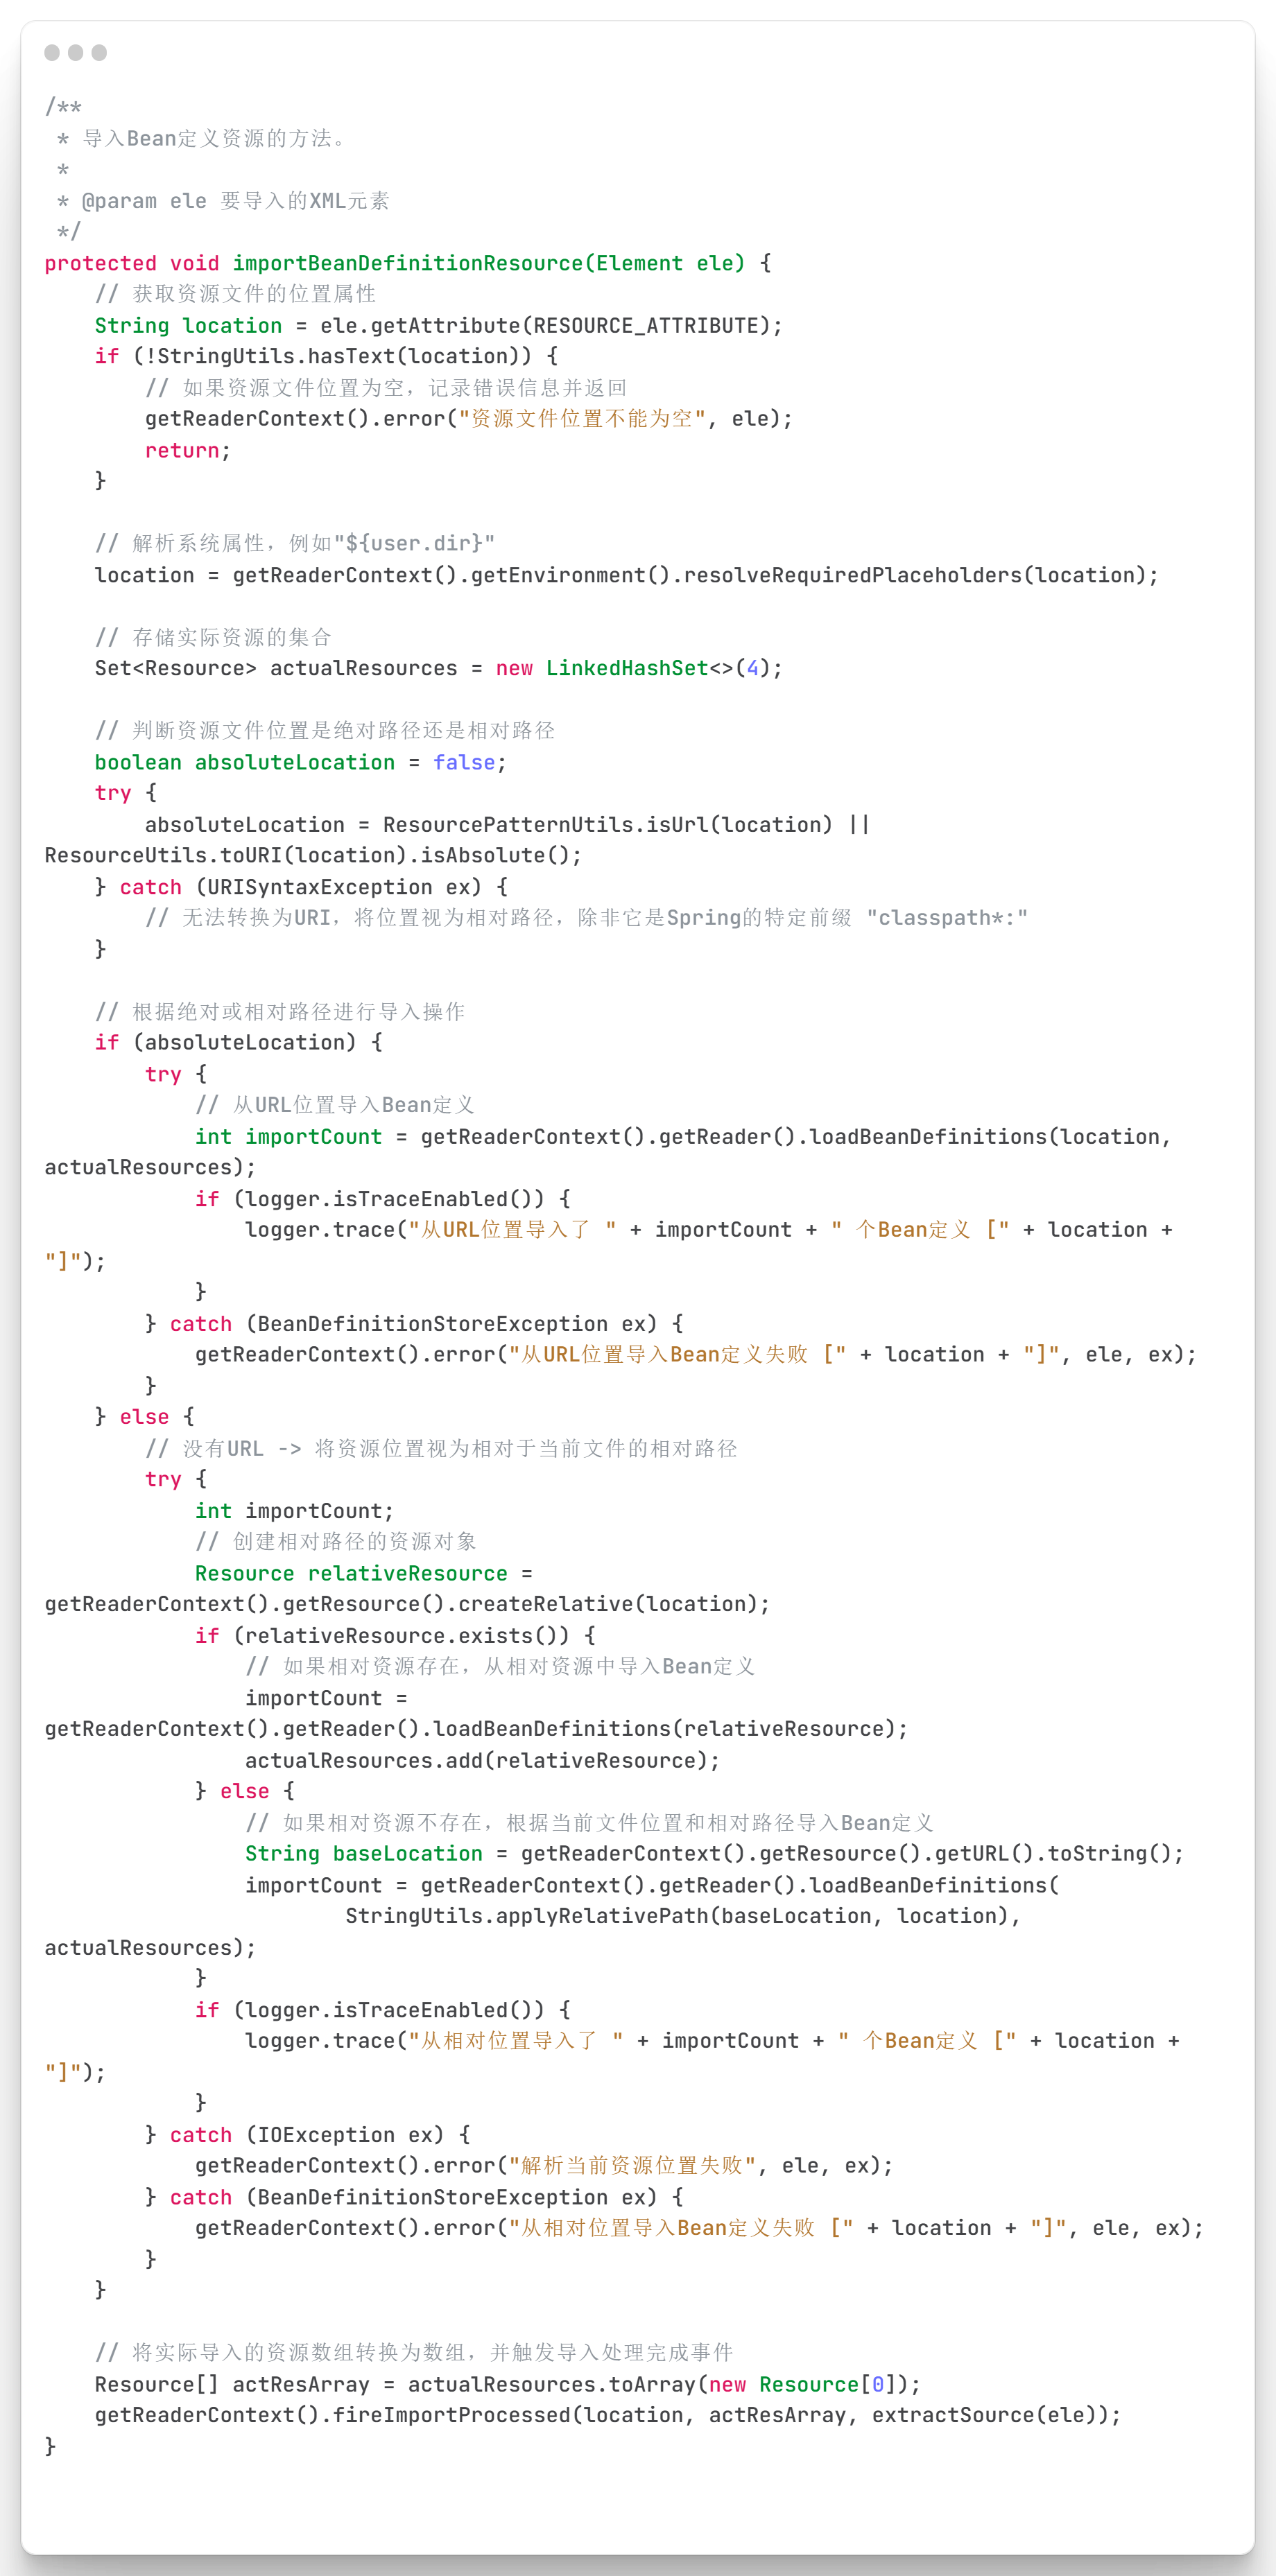 /**
 * 导入Bean定义资源的方法。
 *
 * @param ele 要导入的XML元素
 */
protected void importBeanDefinitionResource(Element ele) {
    // 获取资源文件的位置属性
    String location = ele.getAttribute(RESOURCE_ATTRIBUTE);
    if (!StringUtils.hasText(location)) {
        // 如果资源文件位置为空，记录错误信息并返回
        getReaderContext().error("资源文件位置不能为空", ele);
        return;
    }

    // 解析系统属性，例如"${user.dir}"
    location = getReaderContext().getEnvironment().resolveRequiredPlaceholders(location);

    // 存储实际资源的集合
    Set<Resource> actualResources = new LinkedHashSet<>(4);

    // 判断资源文件位置是绝对路径还是相对路径
    boolean absoluteLocation = false;
    try {
        absoluteLocation = ResourcePatternUtils.isUrl(location) ||
ResourceUtils.toURI(location).isAbsolute();
    } catch (URISyntaxException ex) {
        // 无法转换为URI，将位置视为相对路径，除非它是Spring的特定前缀 "classpath*:"
    }

    // 根据绝对或相对路径进行导入操作
    if (absoluteLocation) {
        try {
            // 从URL位置导入Bean定义
            int importCount = getReaderContext().getReader().loadBeanDefinitions(location,
actualResources);
            if (logger.isTraceEnabled()) {
                logger.trace("从URL位置导入了 " + importCount + " 个Bean定义 [" + location +
"]");
            }
        } catch (BeanDefinitionStoreException ex) {
            getReaderContext().error("从URL位置导入Bean定义失败 [" + location + "]", ele, ex);
        }
    } else {
        // 没有URL -> 将资源位置视为相对于当前文件的相对路径
        try {
            int importCount;
            // 创建相对路径的资源对象
            Resource relativeResource =
getReaderContext().getResource().createRelative(location);
            if (relativeResource.exists()) {
                // 如果相对资源存在，从相对资源中导入Bean定义
                importCount =
getReaderContext().getReader().loadBeanDefinitions(relativeResource);
                actualResources.add(relativeResource);
            } else {
                // 如果相对资源不存在，根据当前文件位置和相对路径导入Bean定义
                String baseLocation = getReaderContext().getResource().getURL().toString();
                importCount = getReaderContext().getReader().loadBeanDefinitions(
                        StringUtils.applyRelativePath(baseLocation, location),
actualResources);
            }
            if (logger.isTraceEnabled()) {
                logger.trace("从相对位置导入了 " + importCount + " 个Bean定义 [" + location +
"]");
            }
        } catch (IOException ex) {
            getReaderContext().error("解析当前资源位置失败", ele, ex);
        } catch (BeanDefinitionStoreException ex) {
            getReaderContext().error("从相对位置导入Bean定义失败 [" + location + "]", ele, ex);
        }
    }

    // 将实际导入的资源数组转换为数组，并触发导入处理完成事件
    Resource[] actResArray = actualResources.toArray(new Resource[0]);
    getReaderContext().fireImportProcessed(location, actResArray, extractSource(ele));
}